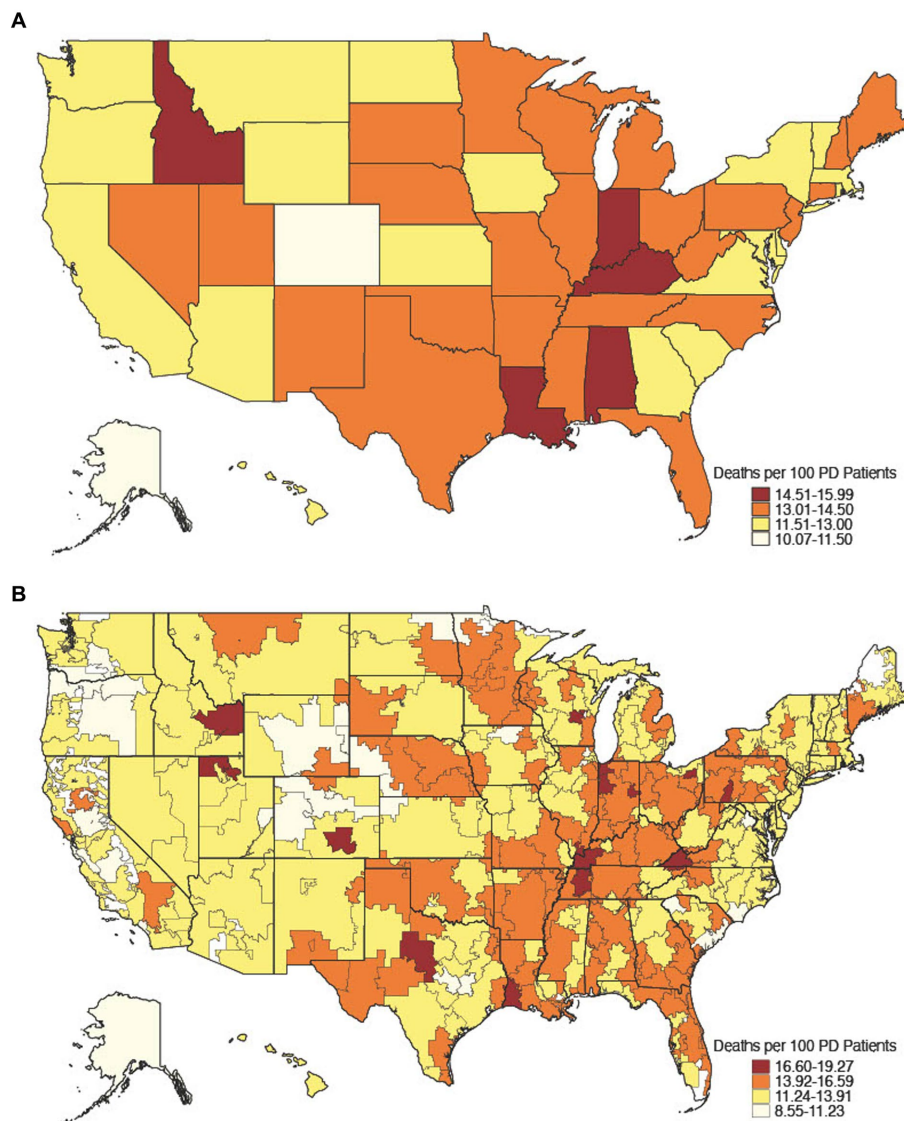 A
Deaths per 100 PD Patients
14.51-15.99
13.01-14.50
11.51-13.00
10.07-11.50
B
Deaths per 100 PD Patients
16.60-19.27
13.92-16.59
11.24-13.91
8.55-11.23